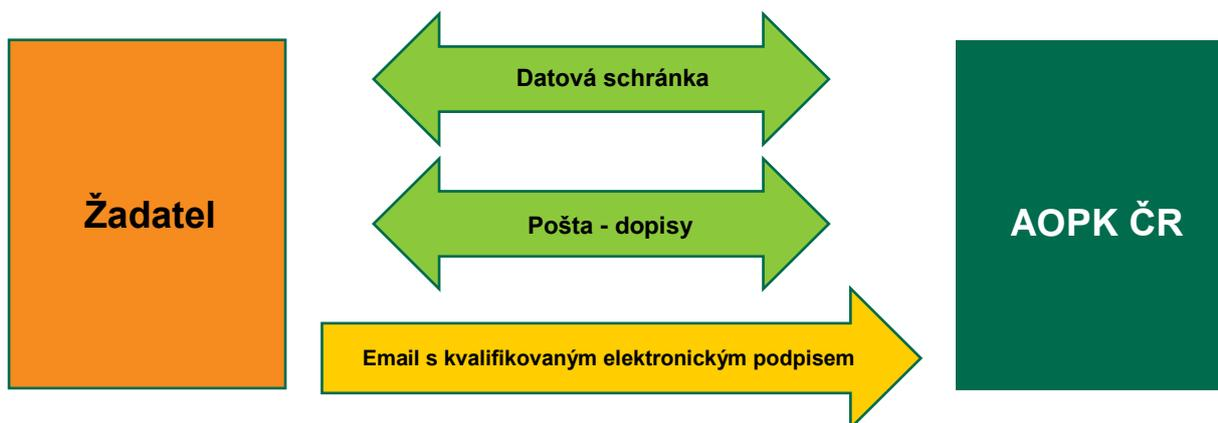 Datová schránka
Žadatel
Pošta - dopisy
AOPK ČR
Email s kvalifikovaným elektronickým podpisem